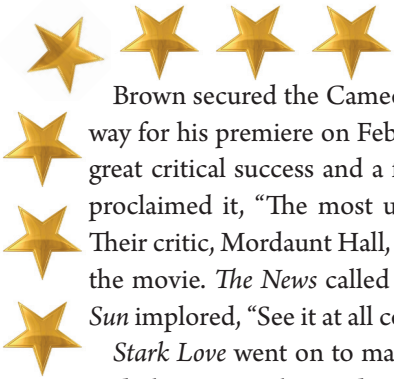 Brown secured the Cameo
way for his premiere on Feb
great critical success and a
proclaimed it, “The most u
Their critic, Mordaunt Hall,
the movie. The News called
Sun implored, “See it at all co
Stark Love went on to ma